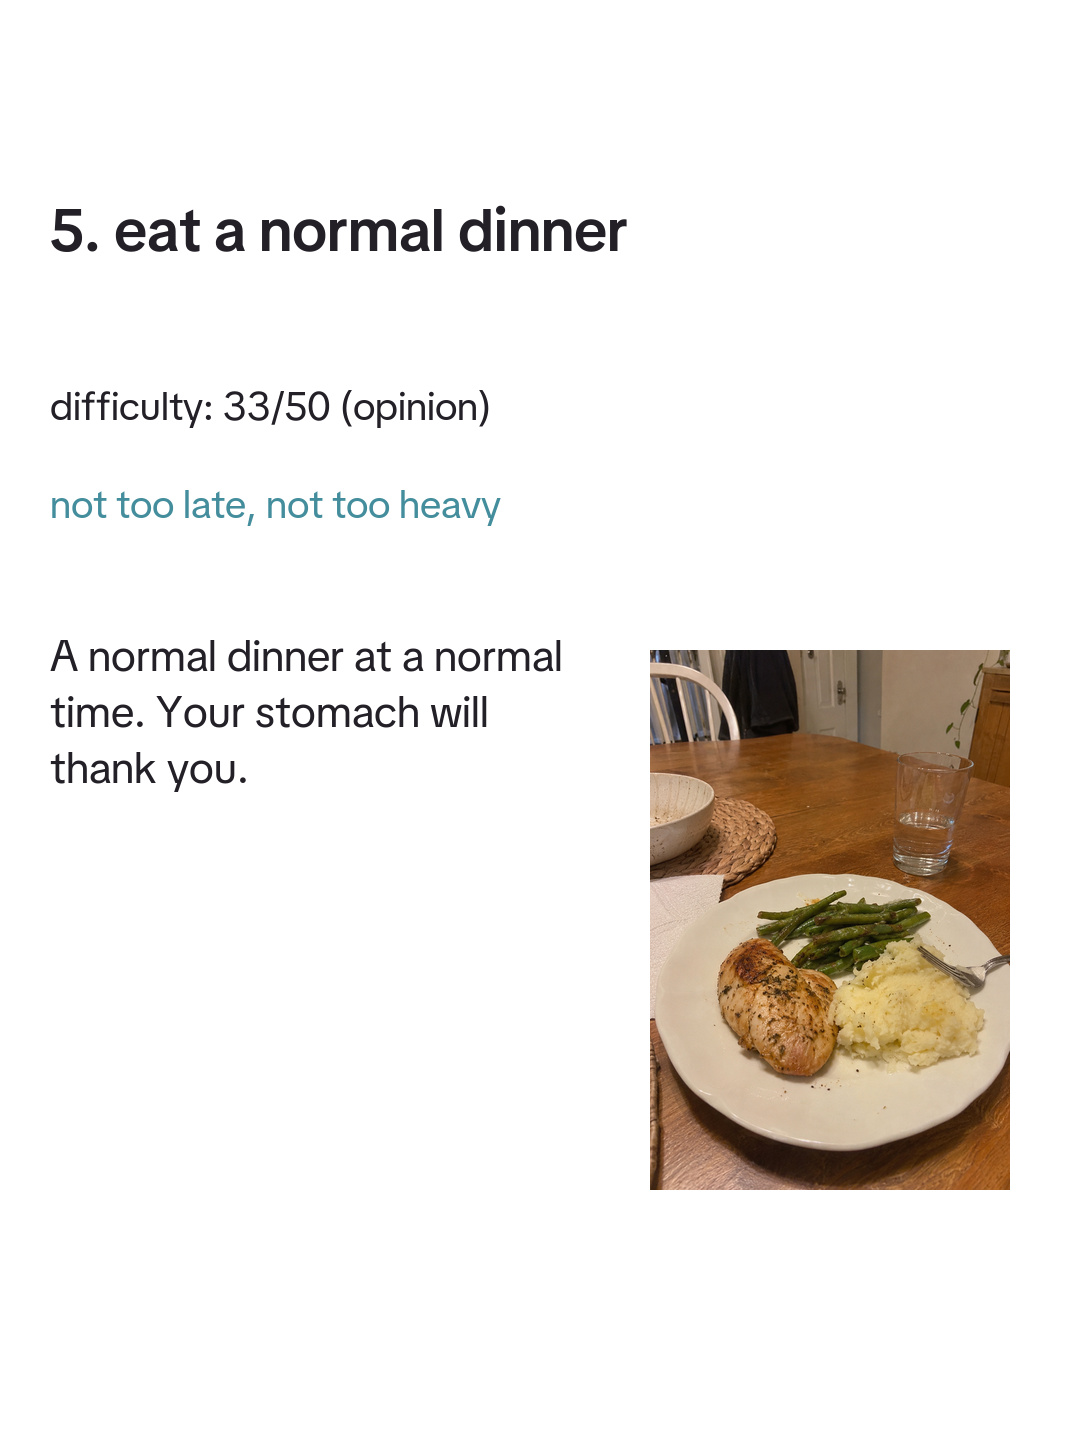 5. eat a normal dinner
difficulty: 33/50 (opinion)
not too late, not too heavy
A normal dinner at a normal
time. Your stomach will
thank you.